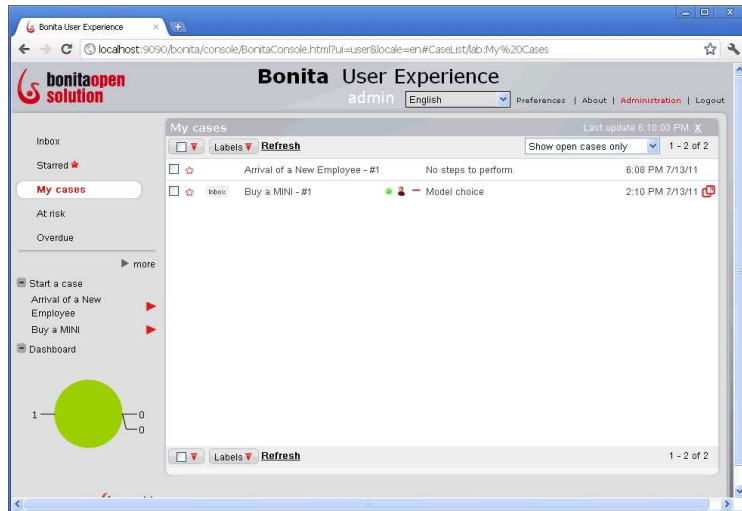 Bonita User Experience
localhost:9090/bonita/console/BonitaConsole.html?ui=user&locale=en#CaseList/lab:My%20Cases
bonitaopen
solution
Bonita User Experience
admin English Preferences | About | Administration | Logout
My cases Last update 6:10:03 PM. X
Labels Refresh Show open cases only 1 - 2 of 2
Inbox
Starred
My cases
At risk
Overdue
more
Start a case
Arrival of a New
Employee
Buy a MINI
Dashboard
1 0
0
Arrival of a New Employee - #1 No steps to perform. 6:08 PM 7/13/11
Inbox Buy a MINI - #1 Model choice 2:10 PM 7/13/11
Labels Refresh 1 - 2 of 2